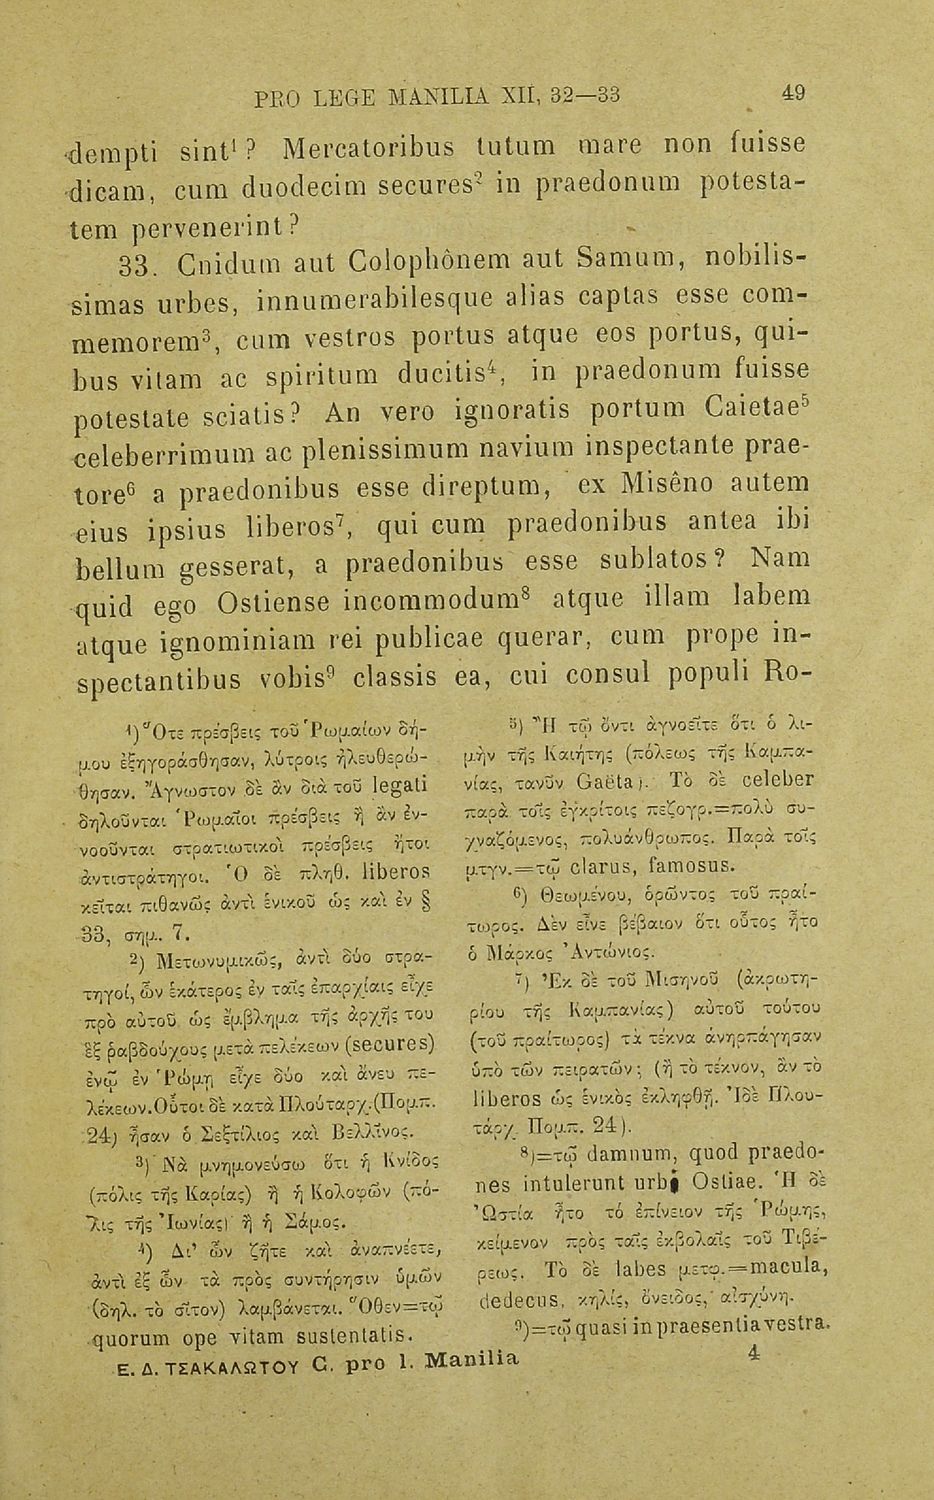 PRO LEGE MANILIA XII, 32—33 49
dempti sint¹? Mercatoribus tutum mare non fuisse
dicam, cum duodecim secures² in praedonum potesta-
tem pervenerint?
33. Cnidum aut Colophônem aut Samum, nobilis-
simas urbes, innumerabilesque alias captas esse com-
memorem³, cum vestros portus atque eos portus, qui-
bus vitam ac spiritum ducitis⁴, in praedonum fuisse
potestate sciatis? An vero ignoratis portum Caietae⁵
celeberrimum ac plenissimum navium inspectante prae-
tore⁶ a praedonibus esse direptum, ex Misêno autem
eius ipsius liberos⁷, qui cum praedonibus antea ibi
bellum gesserat, a praedonibus esse sublatos? Nam
quid ego Ostiense incommodum⁸ atque illam labem
atque ignominiam rei publicae querar, cum prope in-
spectantibus vobis⁹ classis ea, cui consul populi Ro-
¹) Ὅτε πρέσβεις τοῦ Ῥωμαίων δή-
μου ἐξηγοράσθησαν, λύτροις ἠλευθερώ-
θησαν. Ἄγνωστον δὲ ἂν διὰ τοῦ legati
δηλοῦνται Ῥωμαῖοι πρέσβεις ἢ ἂν ἐν-
νοοῦνται στρατιωτικοὶ πρέσβεις ἤτοι
ἀντιστράτηγοι. Ὁ δὲ πληθ. liberos
κεῖται πιθανῶς ἀντὶ ἑνικοῦ ὡς καὶ ἐν §
33, σημ. 7.
²) Μετωνυμικῶς, ἀντὶ δύο στρα-
τηγοί, ὧν ἑκάτερος ἐν ταῖς ἐπαρχίαις εἶχε
πρὸ αὐτοῦ ὡς ἔμβλημα τῆς ἀρχῆς του
ἓξ ῥαβδούχους μετὰ πελέκεων (secures)
ἐνῷ ἐν Ῥώμῃ εἶχε δύο καὶ ἄνευ πε-
λέκεων. Οὗτοι δὲ κατὰ Πλούταρχ. (Πομπ.
24) ἦσαν ὁ Σεξτίλιος καὶ Βελλῖνος.
³) Νὰ μνημονεύσω ὅτι ἡ Κνίδος
(πόλις τῆς Καρίας) ἢ ἡ Κολοφῶν (πό-
λις τῆς Ἰωνίας) ἢ ἡ Σάμος.
⁴) Δι' ὧν ζῆτε καὶ ἀναπνέετε,
ἀντὶ ἐξ ὧν τὰ πρὸς συντήρησιν ὑμῶν
(δηλ. τὸ σῖτον) λαμβάνεται. Ὅθεν=τῷ
quorum ope vitam sustentatis.
⁵) Ἢ τῷ ὄντι ἀγνοεῖτε ὅτι ὁ λι-
μὴν τῆς Καιήτης (πόλεως τῆς Καμπα-
νίας, τανῦν Gaëta). Τὸ δὲ celeber
παρὰ τοῖς ἐγκρίτοις πεζογρ.=πολὺ συ-
χναζόμενος, πολυάνθρωπος. Παρὰ τοῖς
μτγν.=τῷ clarus, famosus.
⁶) Θεωμένου, ὁρῶντος τοῦ πραί-
τωρος. Δὲν εἶνε βέβαιον ὅτι οὗτος ἦτο
ὁ Μάρκος Ἀντώνιος.
⁷) Ἐκ δὲ τοῦ Μισηνοῦ (ἀκρωτη-
ρίου τῆς Καμπανίας) αὐτοῦ τούτου
(τοῦ πραίτωρος) τὰ τέκνα ἀνηρπάγησαν
ὑπὸ τῶν πειρατῶν; (ἢ τὸ τέκνον, ἂν τὸ
liberos ὡς ἑνικὸς ἐκληφθῇ. Ἰδὲ Πλου-
τάρχ. Πομπ. 24).
⁸)=τῷ damnum, quod praedo-
nes intulerunt urbi Ostiae. Ἡ δὲ
Ὠστία ἦτο τό ἐπίνειον τῆς Ῥώμης,
κείμενον πρὸς ταῖς ἐκβολαῖς τοῦ Τιβέ-
ρεως. Τὸ δὲ labes μεταφ.=macula,
dedecus, κηλίς, ὄνειδος, αἰσχύνη.
⁹)=τῷ quasi in praesentia vestra.
Ε. Δ. ΤΣΑΚΑΛΩΤΟΥ C. pro l. Manilia 4